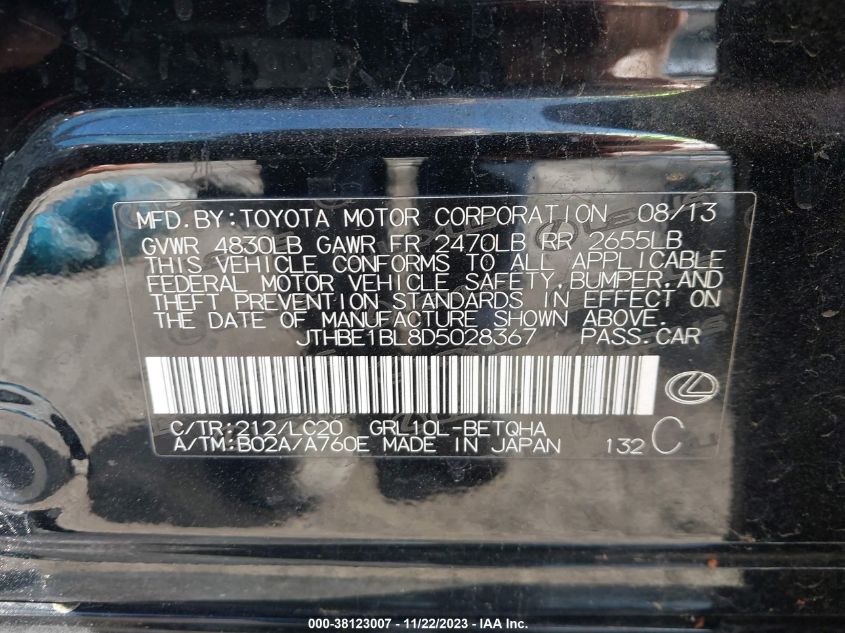 MFD.BY:TOYOTA MOTOR CORPORATION 08/13
GVWR 4830LB GAWR FR 2470LB RR 2655LB
THIS VEHICLE CONFORMS TO ALL APPLICABLE
FEDERAL MOTOR VEHICLE SAFETY,BUMPER,AND
THEFT PREVENTION STANDARDS IN EFFECT ON
THE DATE OF MANUFACTURE SHOWN ABOVE.
JTHBE1BL8D5028367 PASS.CAR
C/TR:212/LC20 GRL10L-BETQHA
A/TM:B02A/A760E MADE IN JAPAN 132 C
000-38123007 - 11/22/2023 - IAA Inc.